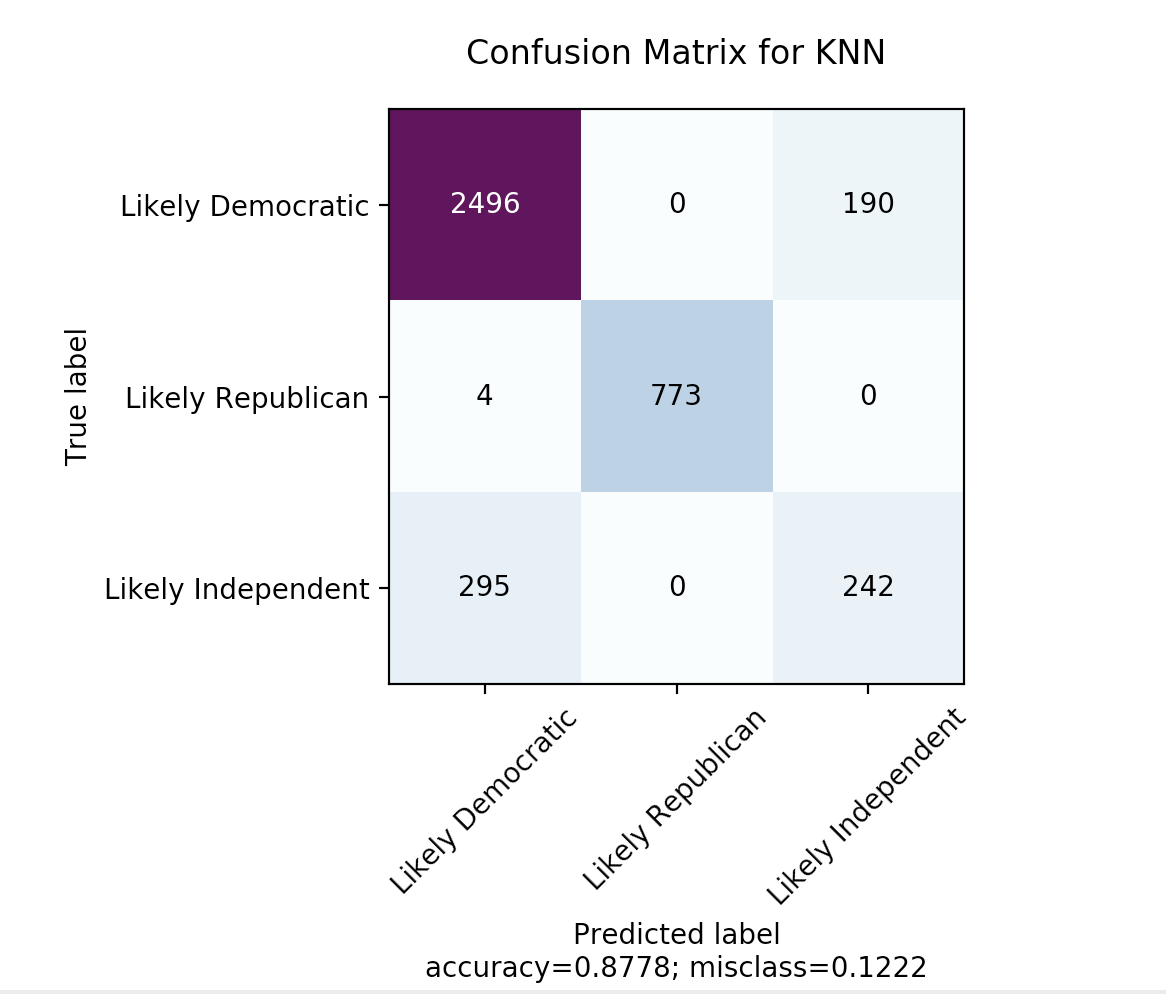 Confusion Matrix for KNN
True label
Likely Democratic
2496 0 190
Likely Republican
4 773 0
Likely Independent
295 0 242
Likely Democratic
Likely Republican
Likely Independent
Predicted label
accuracy=0.8778; misclass=0.1222